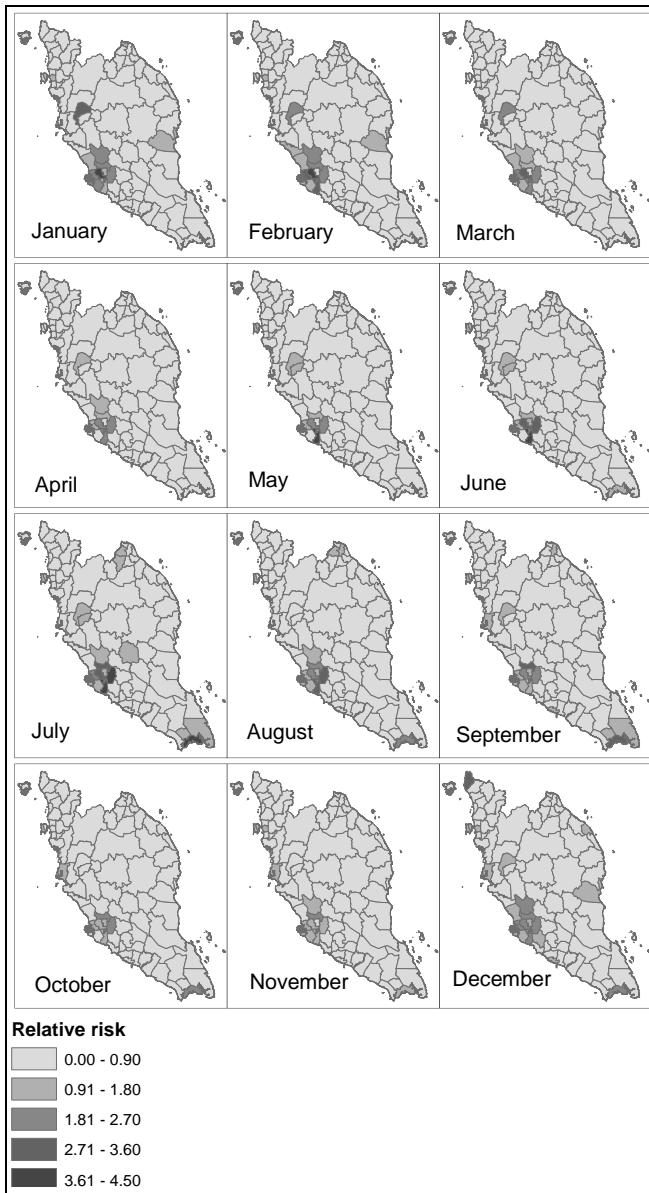 January
February
March
April
May
June
July
August
September
October
November
December
Relative risk
0.00 - 0.90
0.91 - 1.80
1.81 - 2.70
2.71 - 3.60
3.61 - 4.50